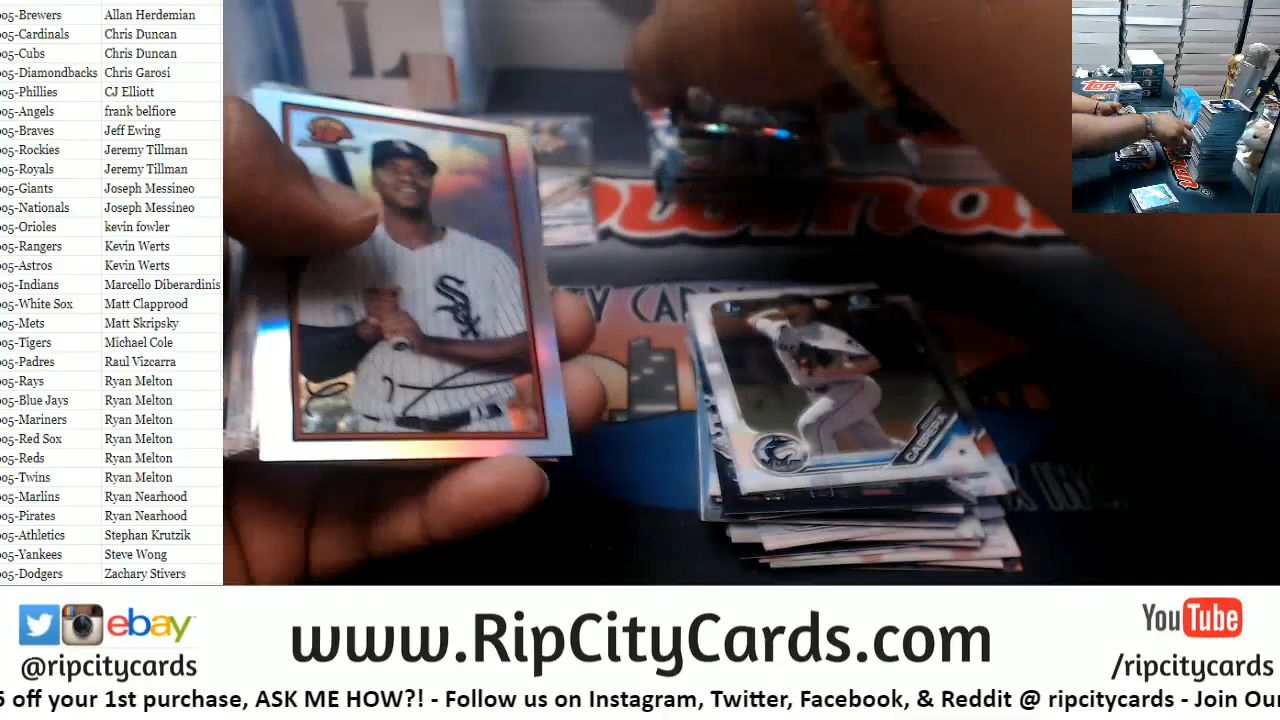 05-Brewers Allan Herdemian
05-Cardinals Chris Duncan
05-Cubs Chris Duncan
05-Diamondbacks Chris Garosi
05-Phillies CJ Elliott
05-Angels frank belfiore
05-Braves Jeff Ewing
05-Rockies Jeremy Tillman
05-Royals Jeremy Tillman
05-Giants Joseph Messineo
05-Nationals Joseph Messineo
05-Orioles kevin fowler
05-Rangers Kevin Werts
05-Astros Kevin Werts
05-Indians Marcello Diberardinis
05-White Sox Matt Clapprood
05-Mets Matt Skripsky
05-Tigers Michael Cole
05-Padres Raul Vizcarra
05-Rays Ryan Melton
05-Blue Jays Ryan Melton
05-Mariners Ryan Melton
05-Red Sox Ryan Melton
05-Reds Ryan Melton
05-Twins Ryan Melton
05-Marlins Ryan Nearhood
05-Pirates Ryan Nearhood
05-Athletics Stephan Krutzik
05-Yankees Steve Wong
05-Dodgers Zachary Stivers
L
Sox
TY CAR
ebay
@ripcitycards
www.RipCityCards.com
YouTube
/ripcitycards
5 off your 1st purchase, ASK ME HOW?! - Follow us on Instagram, Twitter, Facebook, & Reddit @ ripcitycards - Join Our